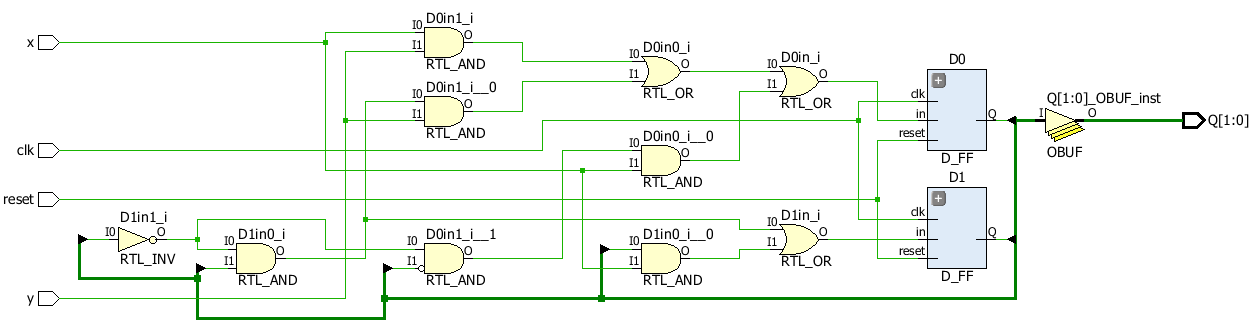 x
clk
reset
y
D0in1_i
I0
I1
O
RTL_AND
D0in1_i__0
I0
I1
O
RTL_AND
D0in0_i
I0
I1
O
RTL_OR
D0in_i
I0
I1
O
RTL_OR
D0in0_i__0
I0
I1
O
RTL_AND
D1in1_i
I0
O
RTL_INV
D1in0_i
I0
I1
O
RTL_AND
D0in1_i__1
I0
I1
O
RTL_AND
D1in0_i__0
I0
I1
O
RTL_AND
D1in_i
I0
I1
O
RTL_OR
D0
clk
in
reset
Q
D_FF
D1
clk
in
reset
Q
D_FF
Q[1:0]_OBUF_inst
I
O
OBUF
Q[1:0]